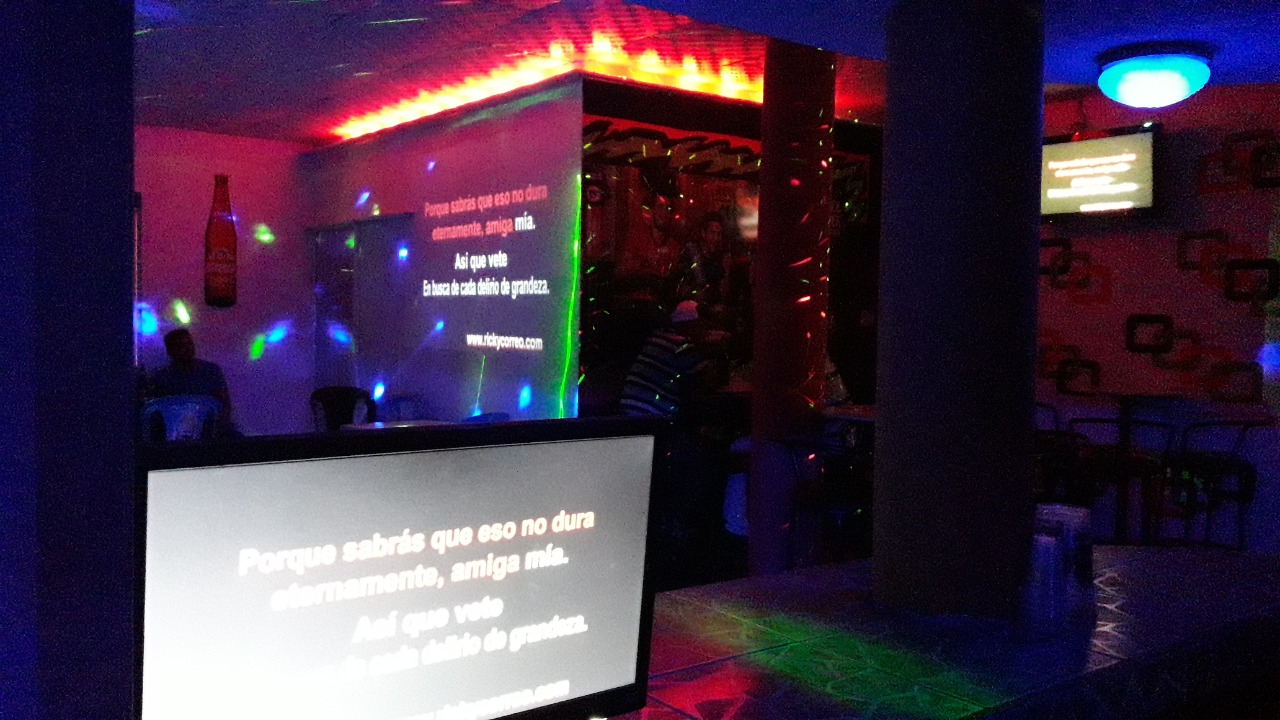 Porque sabrás que eso no dura
eternamente, amiga mía.
Así que vete
En busca de cada delirio de grandeza.
www.rickycorreo.com
Porque sabrás que eso no dura
eternamente, amiga mía.
Así que vete
de cada delirio de grandeza.